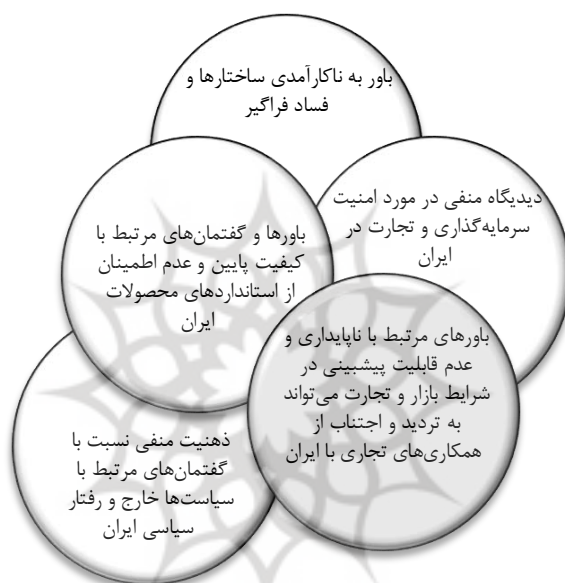 باور به ناکارآمدی ساختارها و
فساد فراگیر
دیدیگاه منفی در مورد امنیت
سرمایه‌گذاری و تجارت در
ایران
باورها و گفتمان‌های مرتبط با
کیفیت پایین و عدم اطمینان
از استانداردهای محصولات
ایران
باورهای مرتبط با ناپایداری و
عدم قابلیت پیشبینی در
شرایط بازار و تجارت می‌تواند
به تردید و اجتناب از
همکاری‌های تجاری با ایران
ذهنیت منفی نسبت با
گفتمان‌های مرتبط با
سیاست‌ها خارج و رفتار
سیاسی ایران